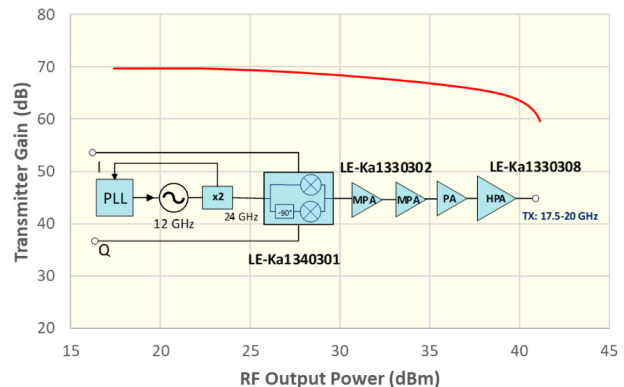 80
70
60
50
40
30
20
Transmitter Gain (dB)
I
PLL
12 GHz
x2
24 GHz
-90°
LE-Ka1340301
LE-Ka1330302
MPA
MPA
PA
LE-Ka1330308
HPA
TX: 17.5-20 GHz
Q
15 20 25 30 35 40 45
RF Output Power (dBm)